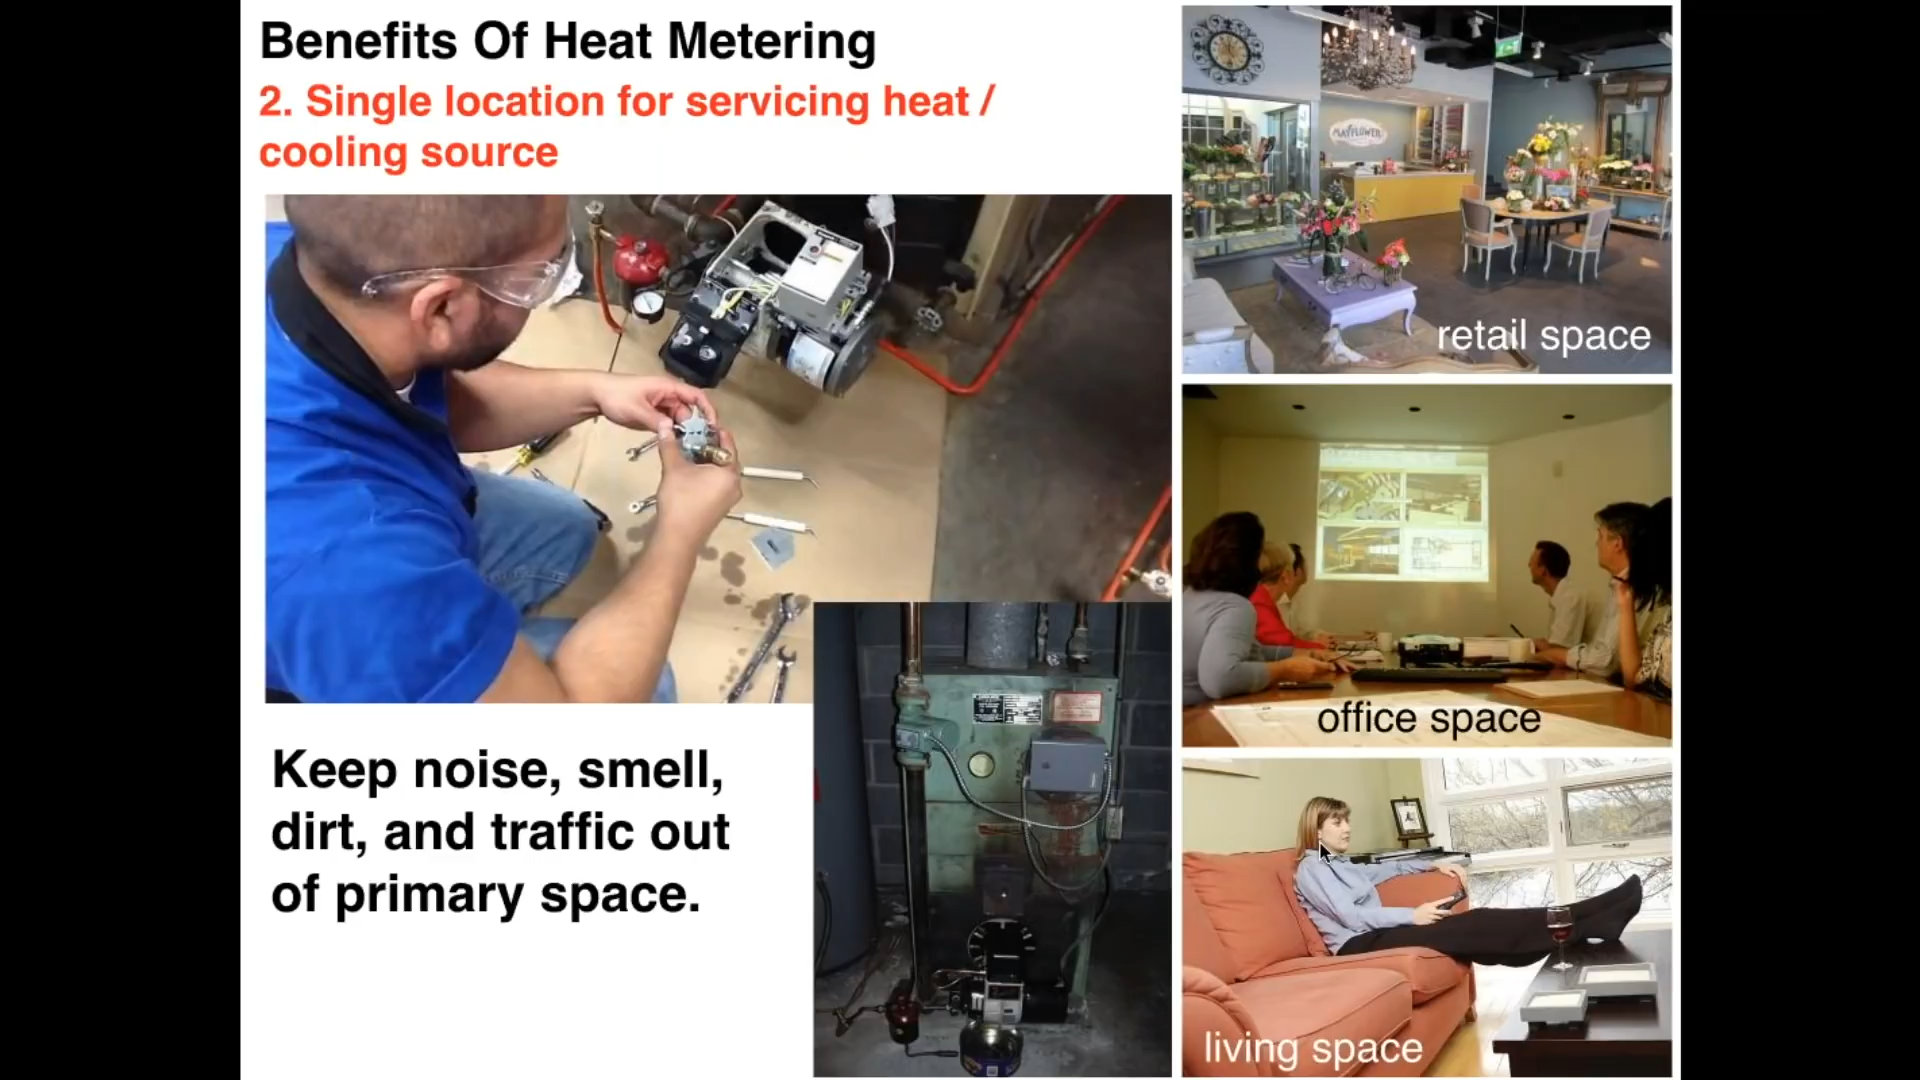 Benefits Of Heat Metering
2. Single location for servicing heat /
cooling source
MAYFLOWER
retail space
office space
Keep noise, smell,
dirt, and traffic out
of primary space.
living space